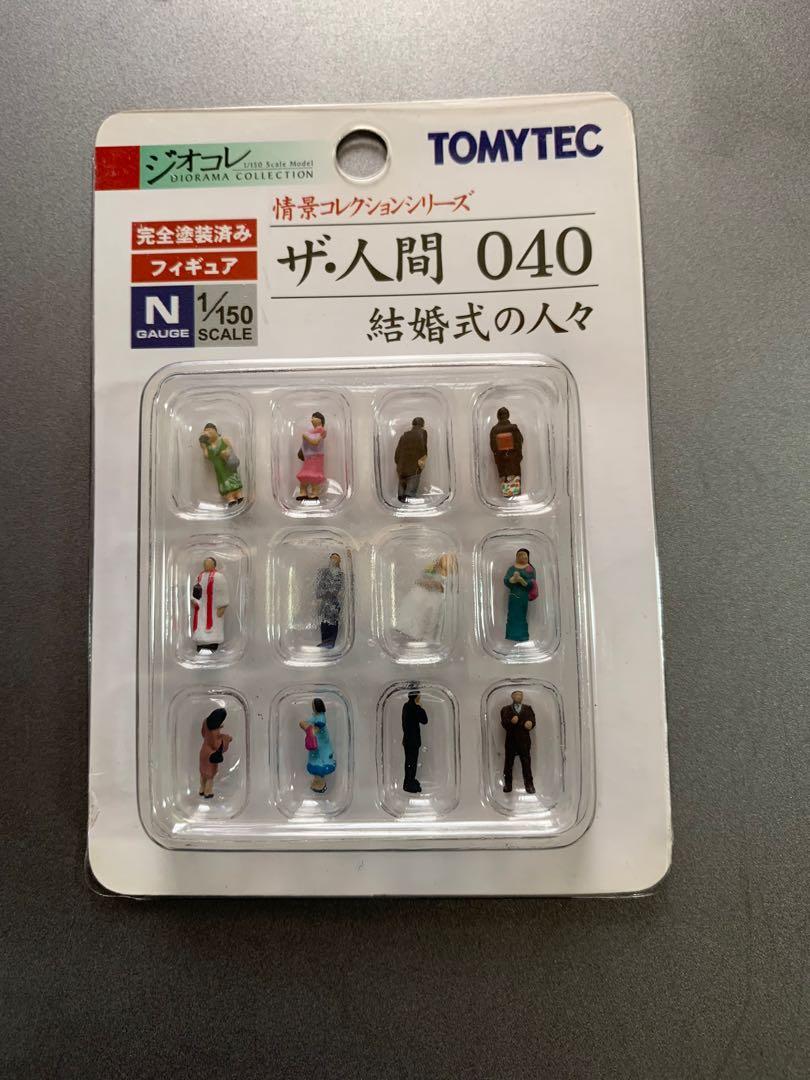 ジオコレ
1/150 Scale Model
DIORAMA COLLECTION
TOMYTEC
情景コレクションシリーズ
完全塗装済み
フィギュア
ザ・人間 040
N
GAUGE
1/150
SCALE
結婚式の人々